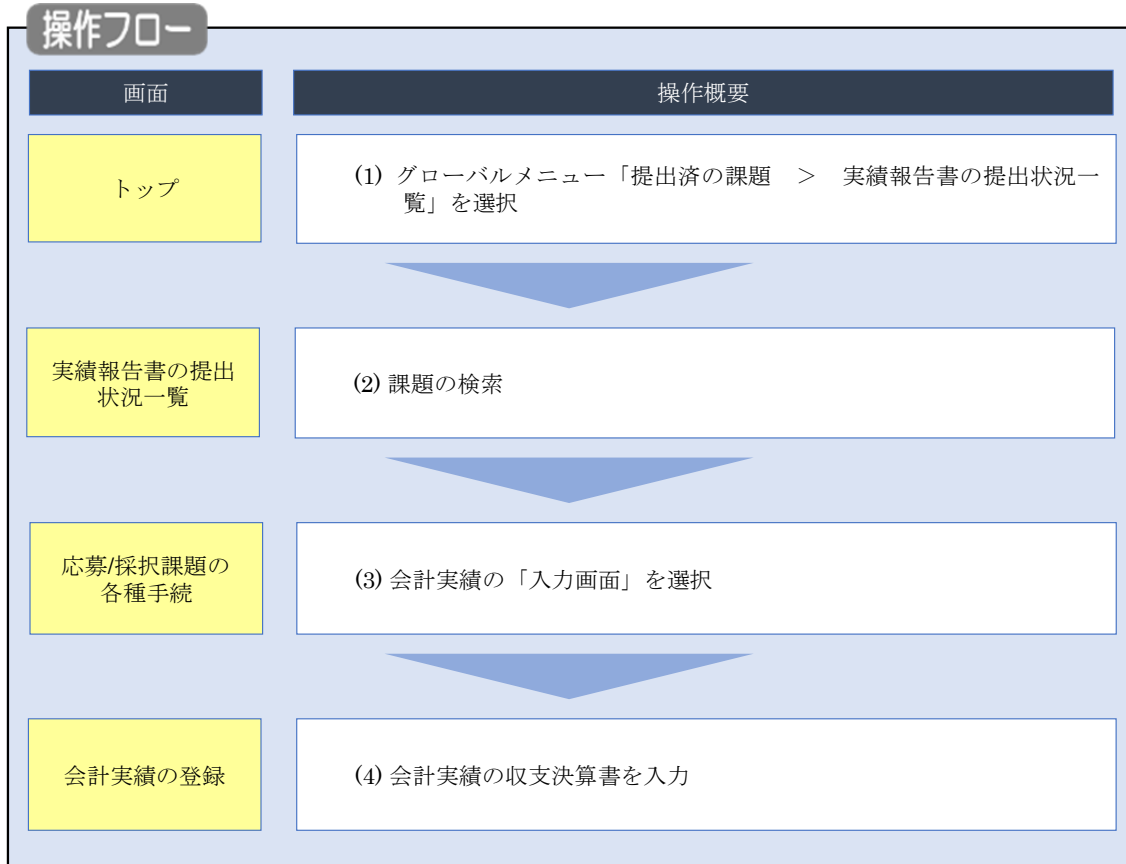 操作フロー
画面
操作概要
トップ
(1) グローバルメニュー「提出済の課題　＞　実績報告書の提出状況一
覧」を選択
実績報告書の提出
状況一覧
(2) 課題の検索
応募/採択課題の
各種手続
(3) 会計実績の「入力画面」を選択
会計実績の登録
(4) 会計実績の収支決算書を入力